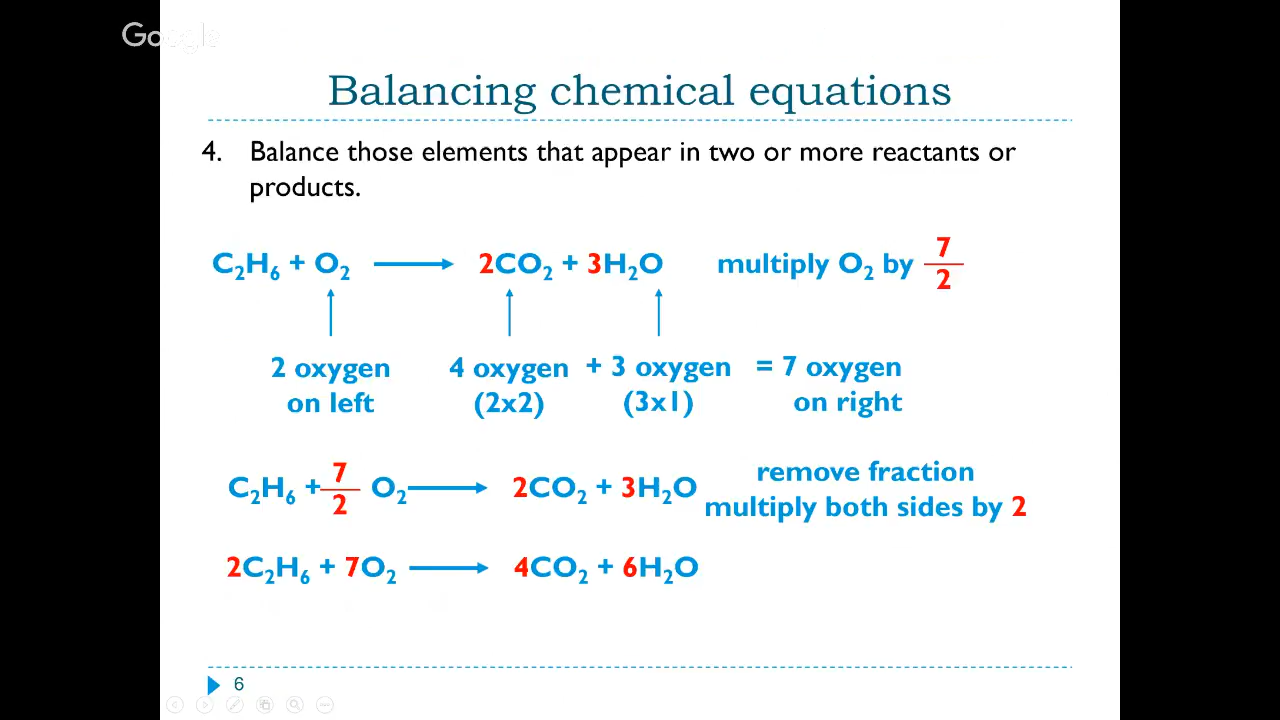 Google
Balancing chemical equations
4. Balance those elements that appear in two or more reactants or
products.
C₂H₆ + O₂ → 2CO₂ + 3H₂O multiply O₂ by 7/2
2 oxygen 4 oxygen + 3 oxygen = 7 oxygen
on left (2x2) (3x1) on right
C₂H₆ + 7/2 O₂ → 2CO₂ + 3H₂O remove fraction
multiply both sides by 2
2C₂H₆ + 7O₂ → 4CO₂ + 6H₂O
6